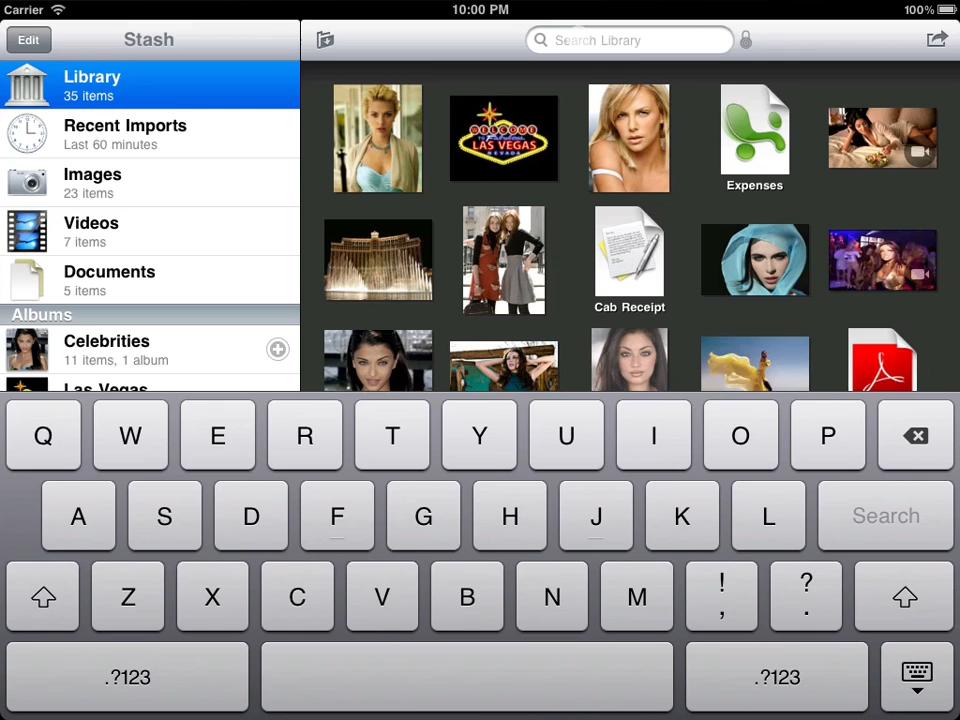 Carrier 10:00 PM 100%
Edit Stash Search Library
Library
35 items
Recent Imports
Last 60 minutes
Images
23 items
Videos
7 items
Documents
5 items
Albums
Celebrities
11 items, 1 album
Las Vegas
WELCOME
TO Fabulous
LAS VEGAS
NEVADA
Expenses
Cab Receipt
Q W E R T Y U I O P
A S D F G H J K L Search
Z X C V B N M ! , ? .
.?123 .?123